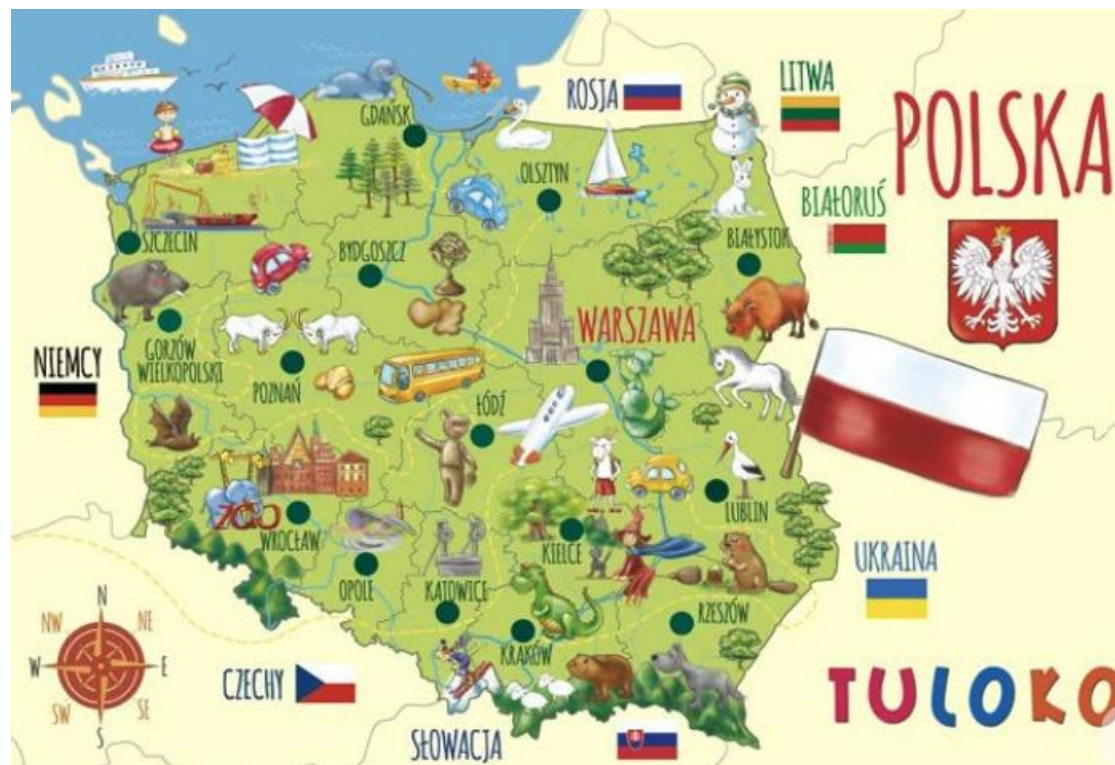 ROSJA
LITWA
POLSKA
GDAŃSK
OLSZTYN
BIAŁORUŚ
SZCZECIN
BYDGOSZCZ
BIAŁYSTOK
WARSZAWA
NIEMCY
GORZÓW
WIELKOPOLSKI
POZNAŃ
ŁÓDŹ
ZOO
WROCŁAW
LUBLIN
KIELCE
OPOLE
KATOWICE
UKRAINA
RZESZÓW
KRAKÓW
N
NW
NE
W
E
SW
SE
S
CZECHY
SŁOWACJA
TULOKO